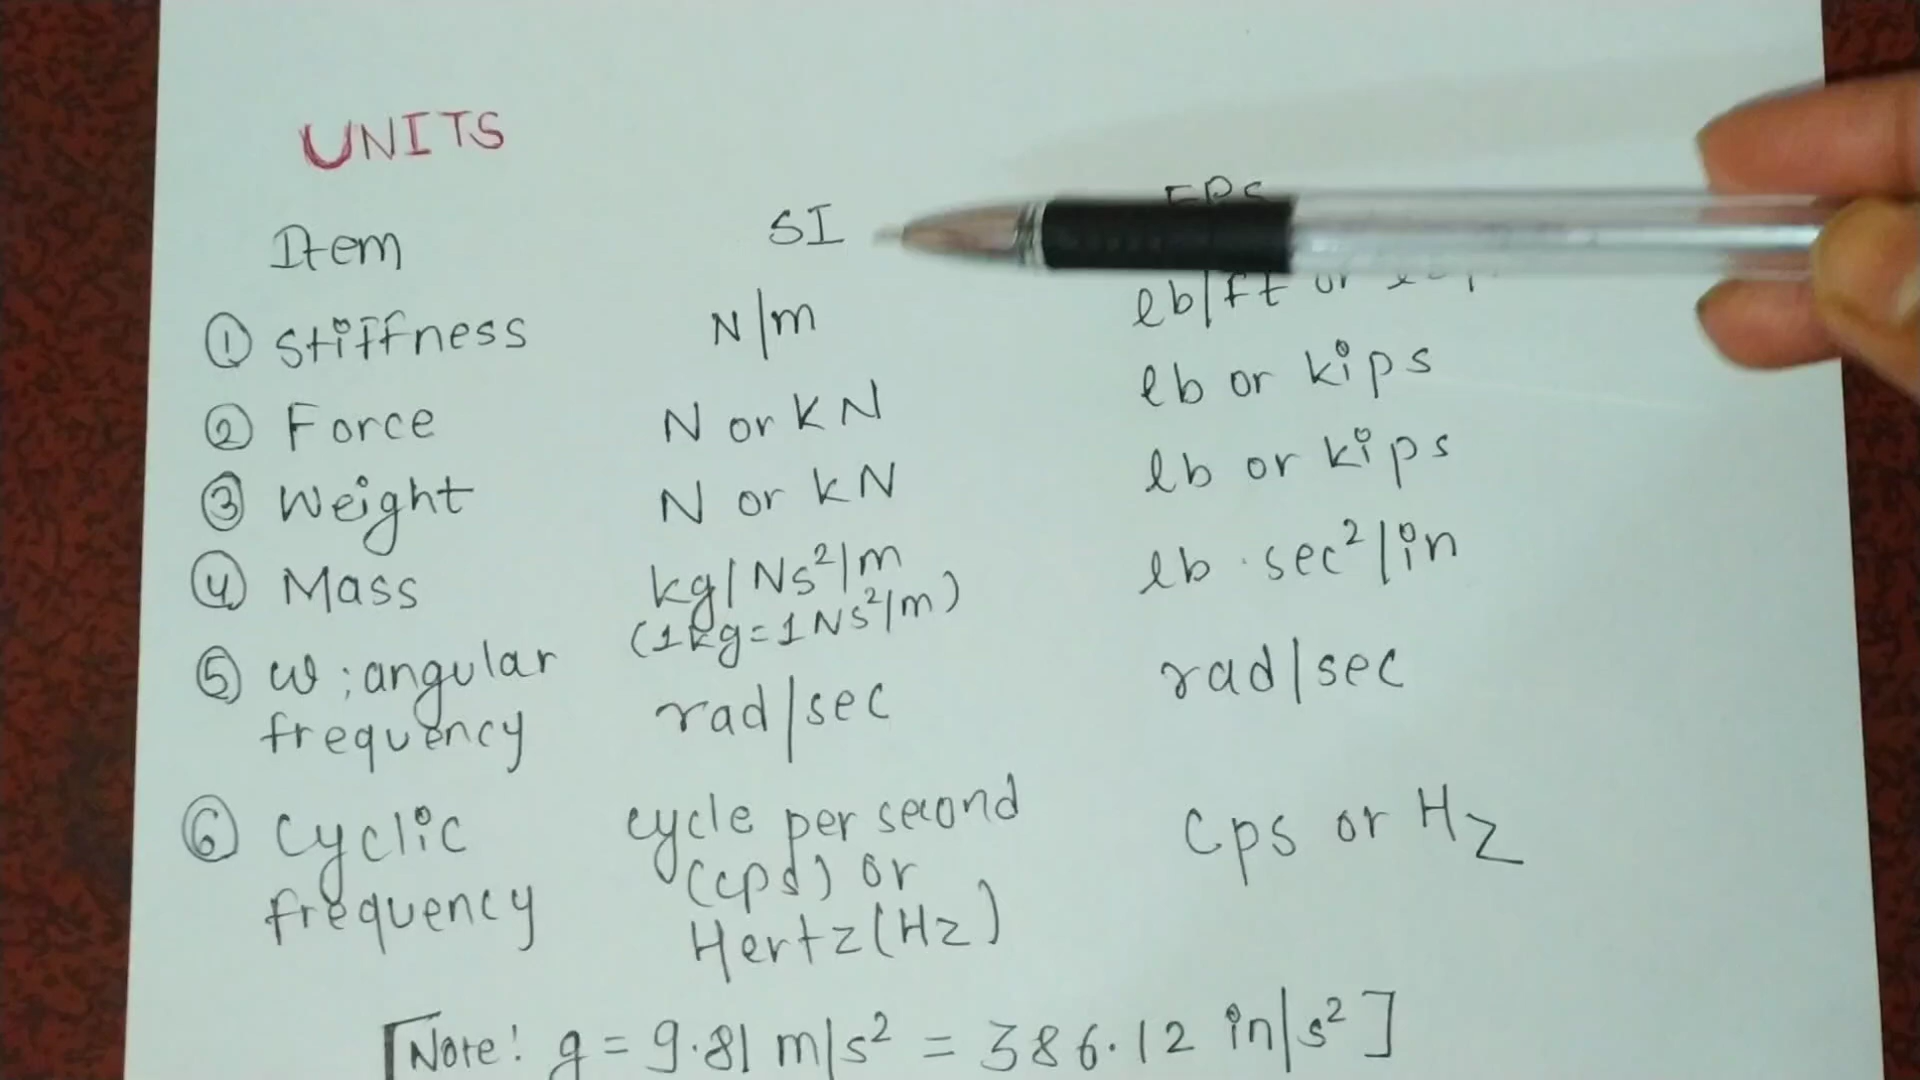 UNITS
Item SI FPS
① Stiffness N/m lb/ft or
② Force N or KN lb or kips
③ Weight N or kN lb or kips
④ Mass kg/Ns²/m lb · sec²/in
(1kg=1Ns²/m)
⑤ ω; angular frequency rad/sec rad/sec
⑥ Cyclic frequency cycle per second (cps) or Hertz(Hz) Cps or Hz
[Note! g = 9.81 m/s² = 386.12 in/s²]